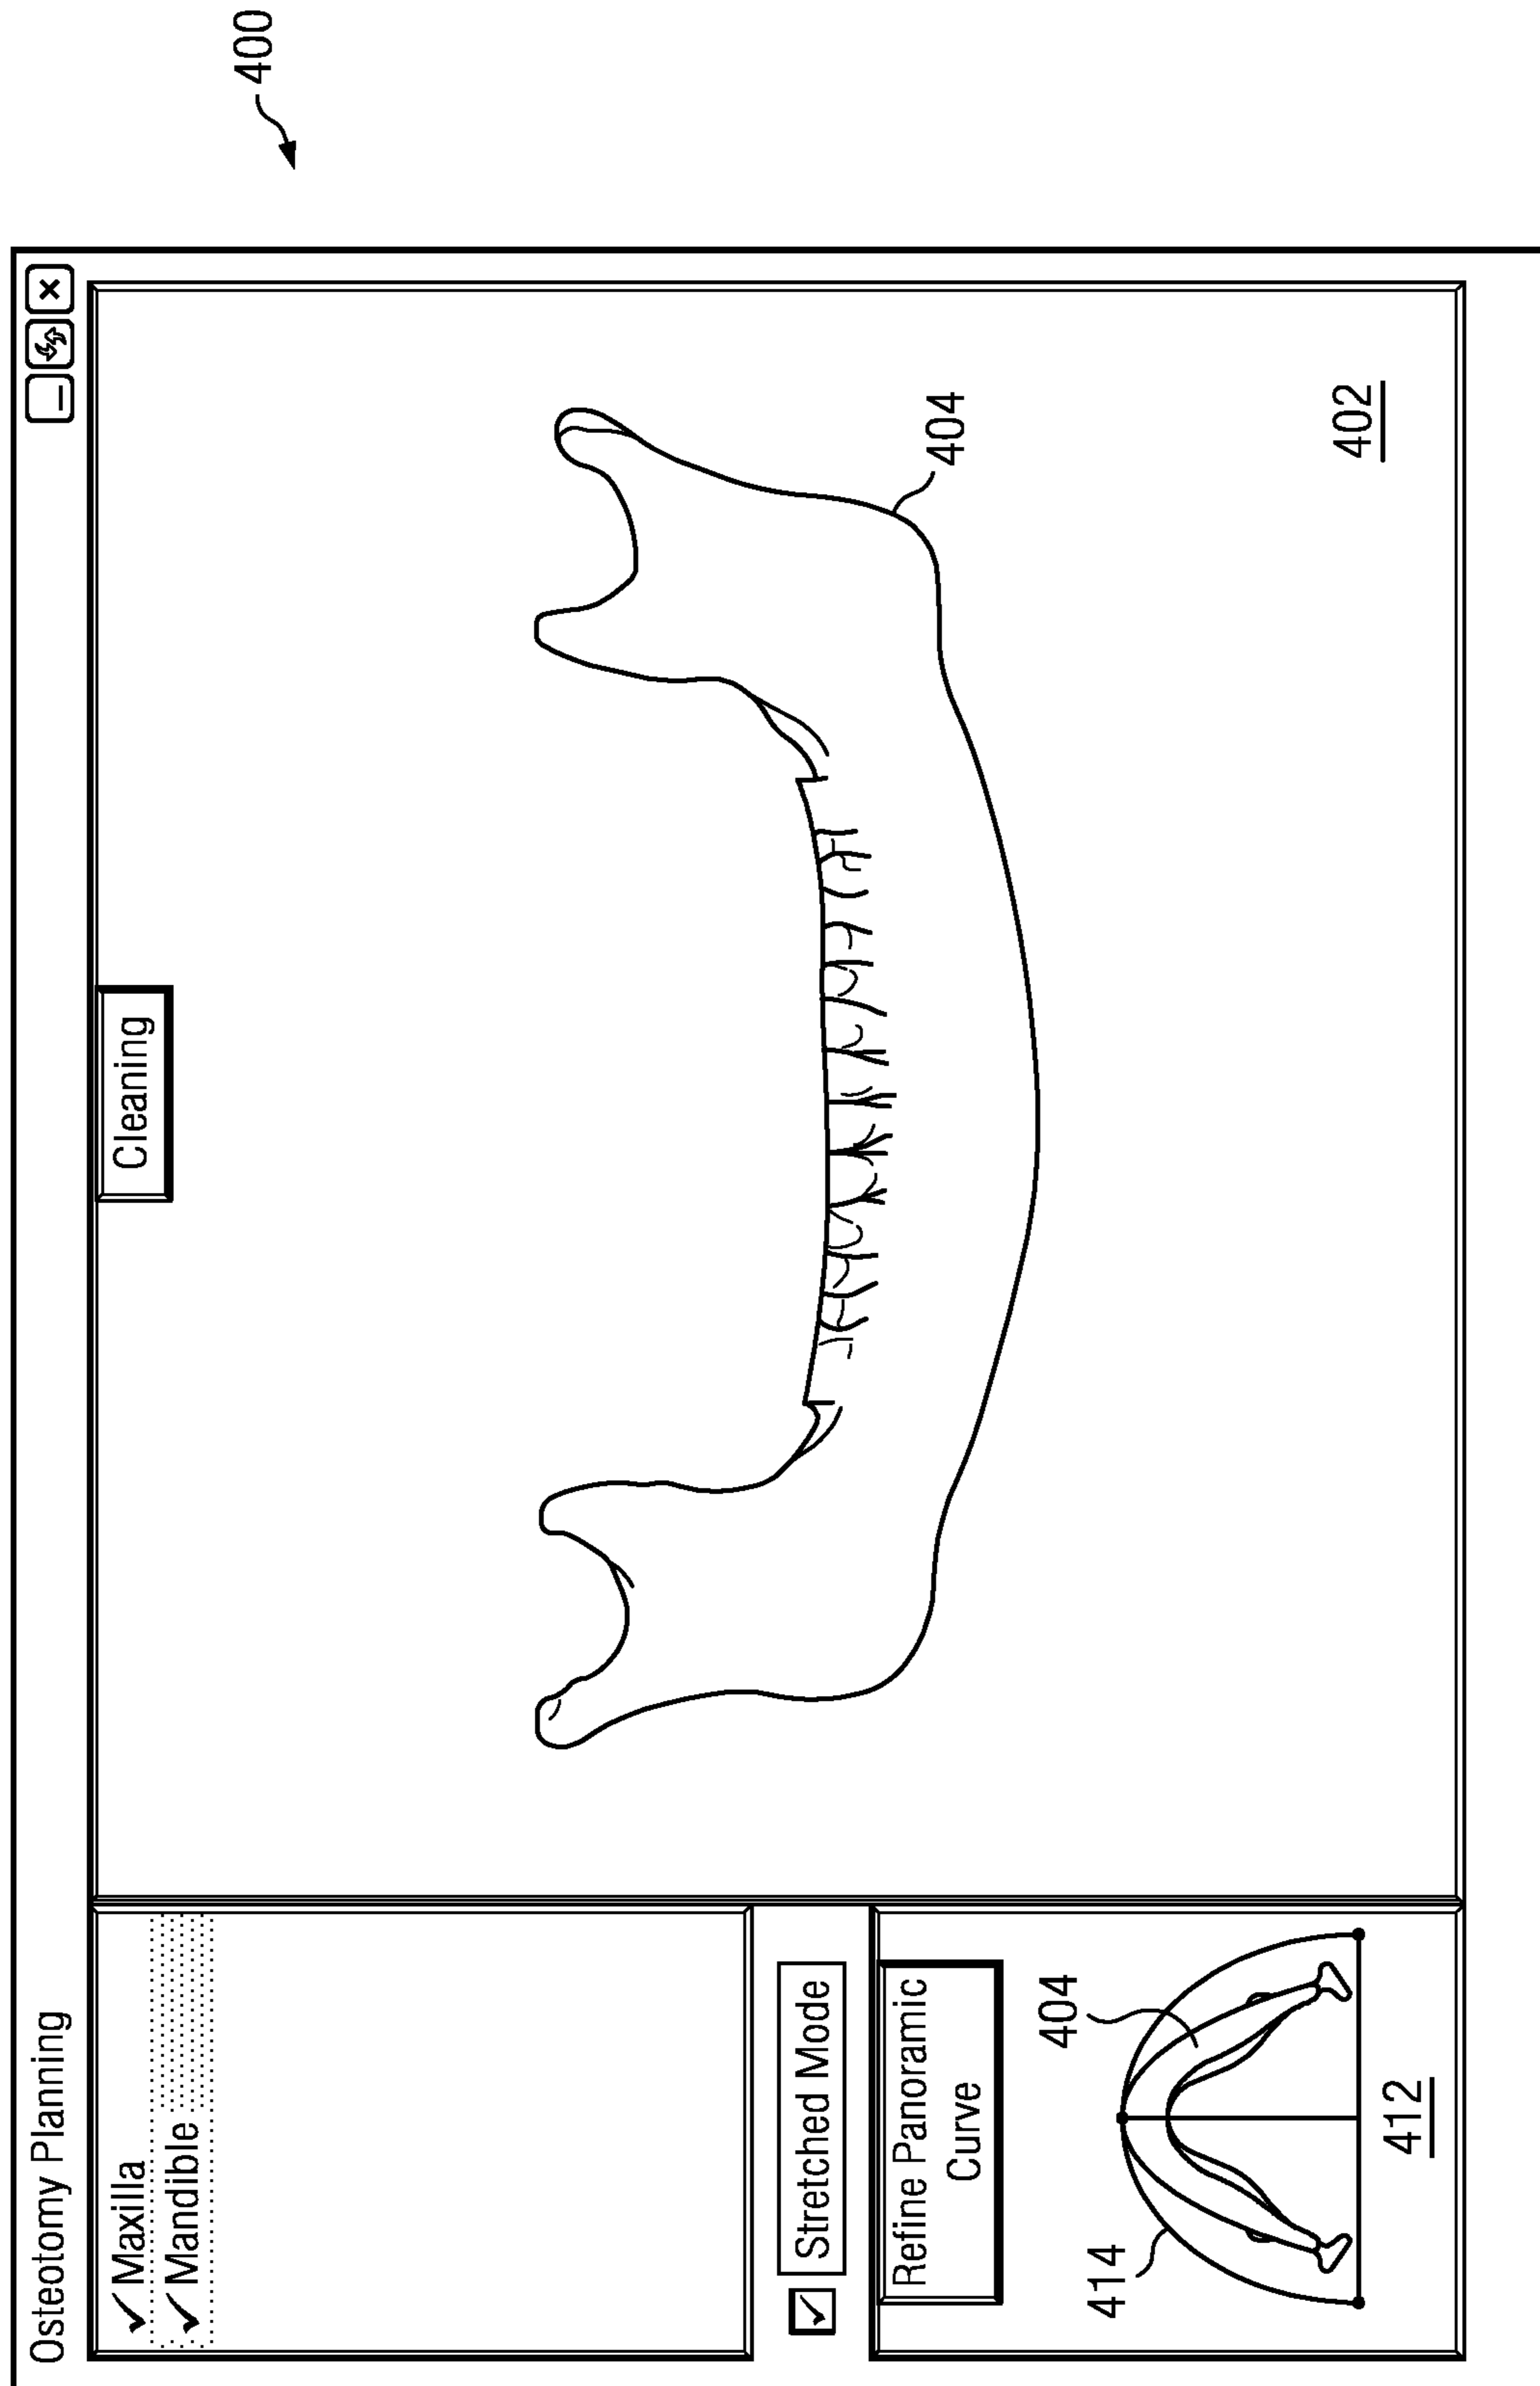 400
Osteotomy Planning
✓ Maxilla
✓ Mandible
Cleaning
404
402
Stretched Mode
Refine Panoramic
Curve
404
414
412